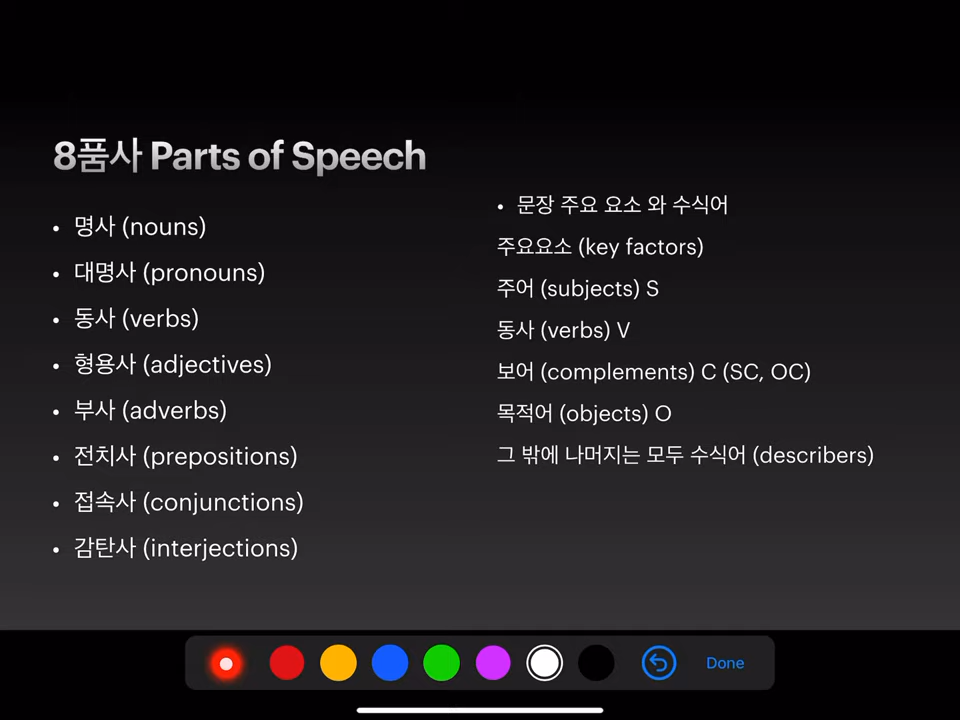 8품사 Parts of Speech
• 명사 (nouns)
• 대명사 (pronouns)
• 동사 (verbs)
• 형용사 (adjectives)
• 부사 (adverbs)
• 전치사 (prepositions)
• 접속사 (conjunctions)
• 감탄사 (interjections)
• 문장 주요 요소 와 수식어
주요요소 (key factors)
주어 (subjects) S
동사 (verbs) V
보어 (complements) C (SC, OC)
목적어 (objects) O
그 밖에 나머지는 모두 수식어 (describers)
Done